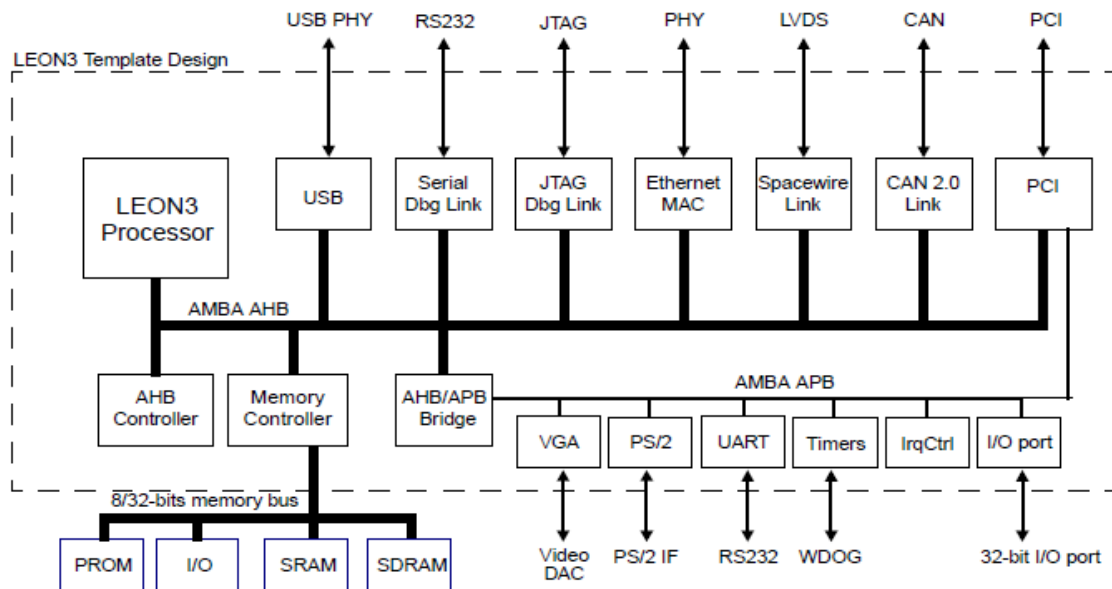 USB PHY RS232 JTAG PHY LVDS CAN PCI
LEON3 Template Design
LEON3
Processor
USB
Serial
Dbg Link
JTAG
Dbg Link
Ethernet
MAC
Spacewire
Link
CAN 2.0
Link
PCI
AMBA AHB
AHB
Controller
Memory
Controller
AHB/APB
Bridge
AMBA APB
VGA PS/2 UART Timers IrqCtrl I/O port
8/32-bits memory bus
PROM I/O SRAM SDRAM
Video
DAC
PS/2 IF RS232 WDOG 32-bit I/O port